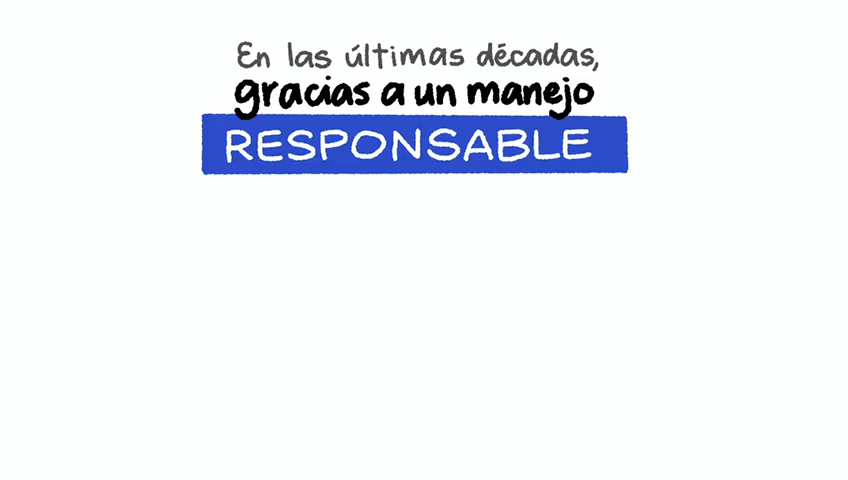 En las últimas décadas,
gracias a un manejo
RESPONSABLE